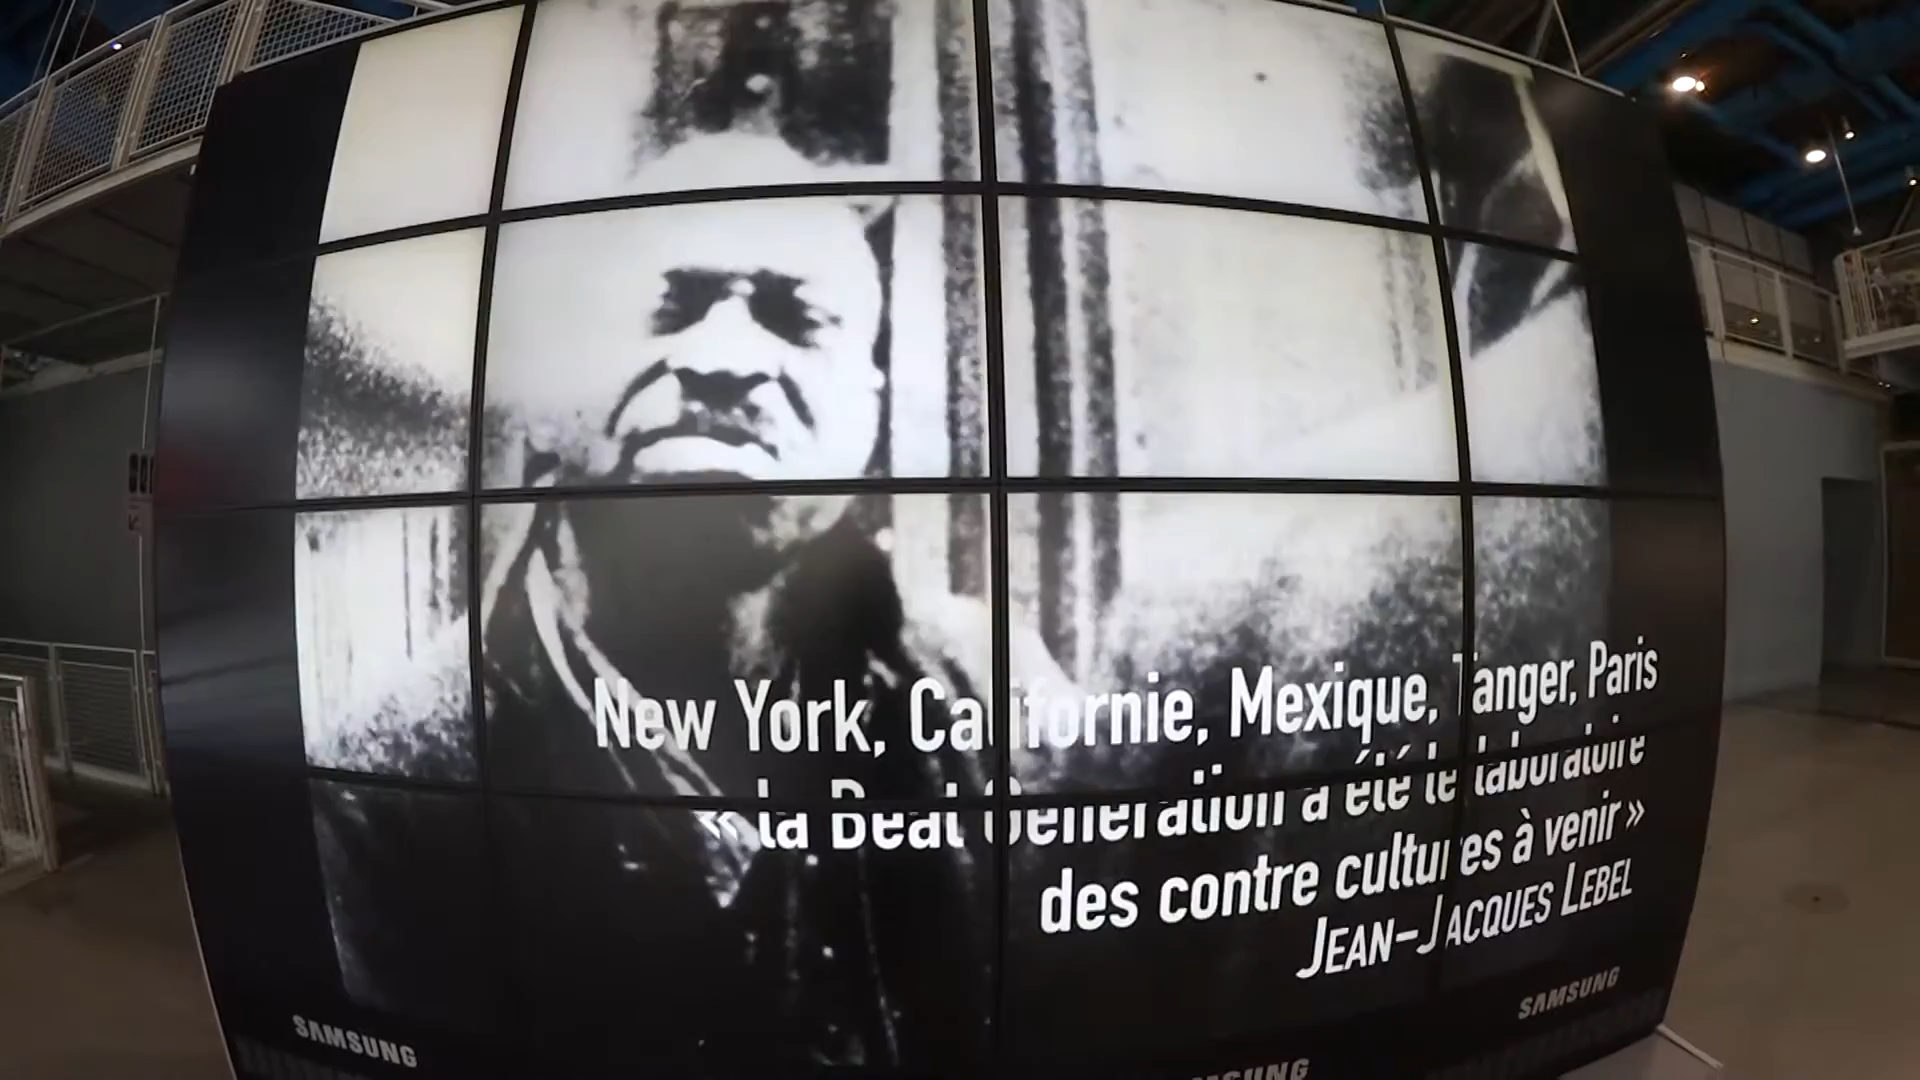 New York, Californie, Mexique, Tanger, Paris
« la Beat Generation a été le laboratoire
des contre cultures à venir »
JEAN-JACQUES LEBEL
SAMSUNG
SAMSUNG
SAMSUNG